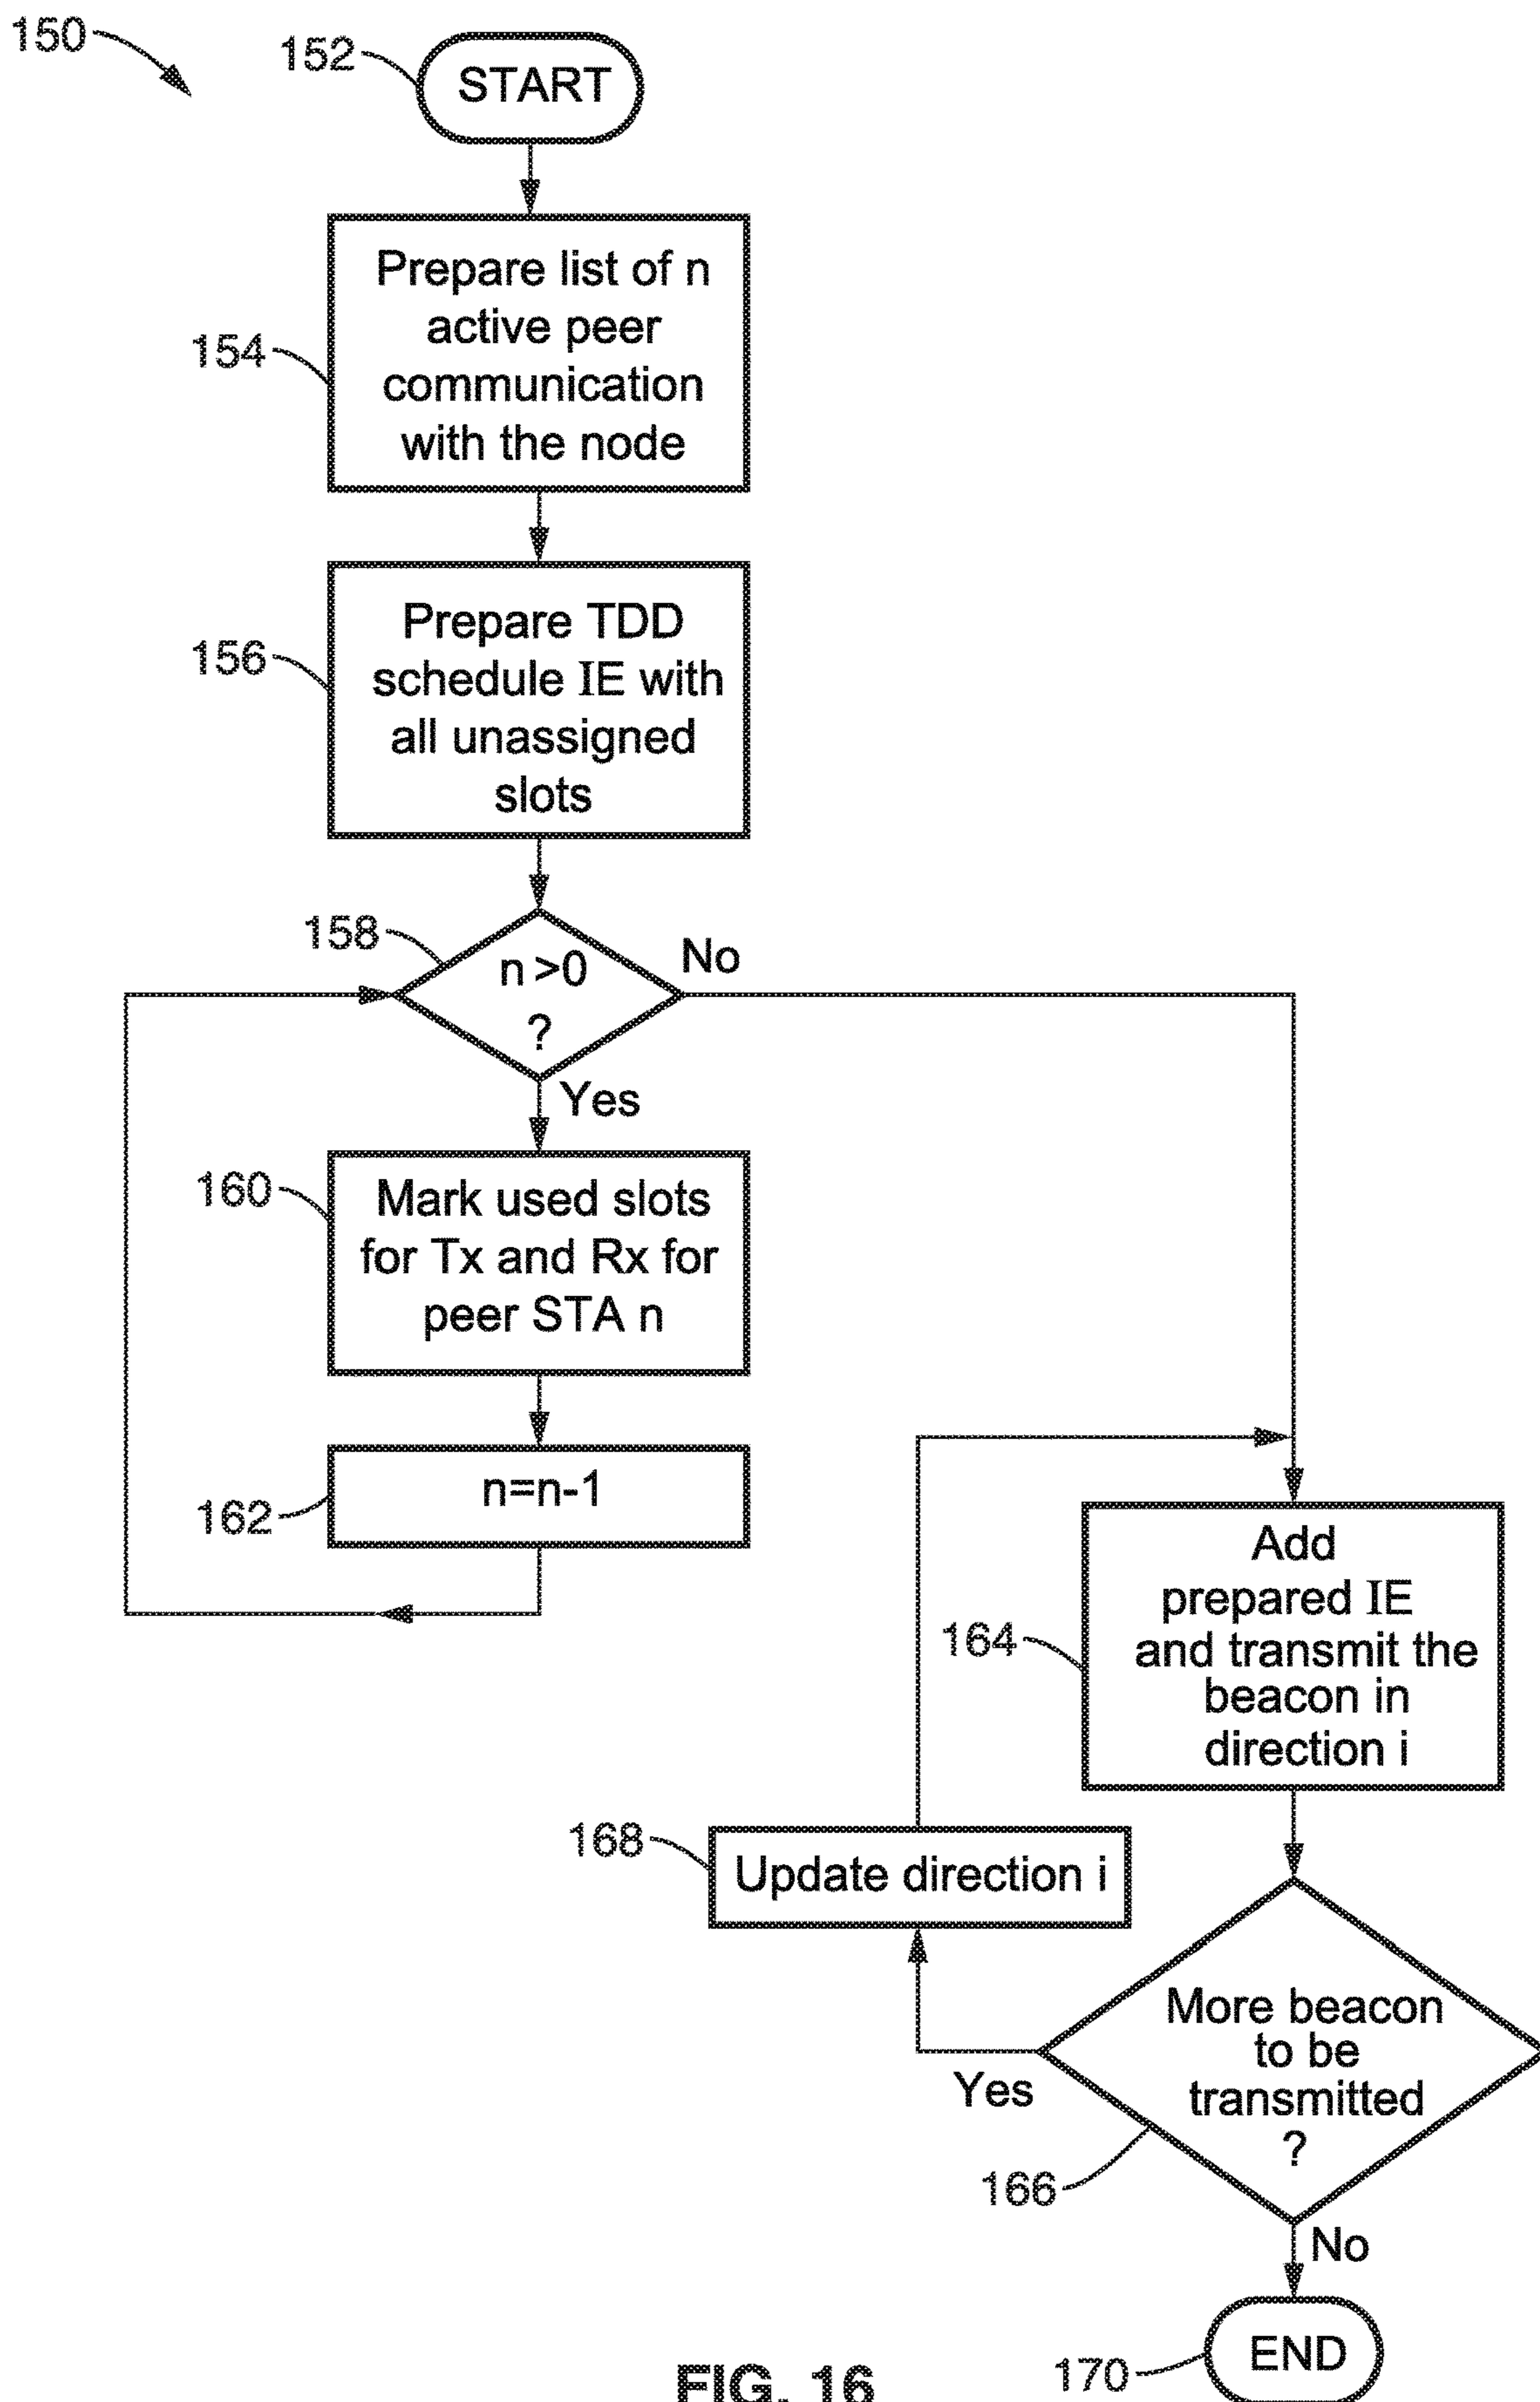 150
152
START
154
Prepare list of n
active peer
communication
with the node
156
Prepare TDD
schedule IE with
all unassigned
slots
158
n >0
?
No
Yes
160
Mark used slots
for Tx and Rx for
peer STA n
162
n=n-1
164
Add
prepared IE
and transmit the
beacon in
direction i
168
Update direction i
166
More beacon
to be
transmitted
?
Yes
No
170
END
FIG. 16